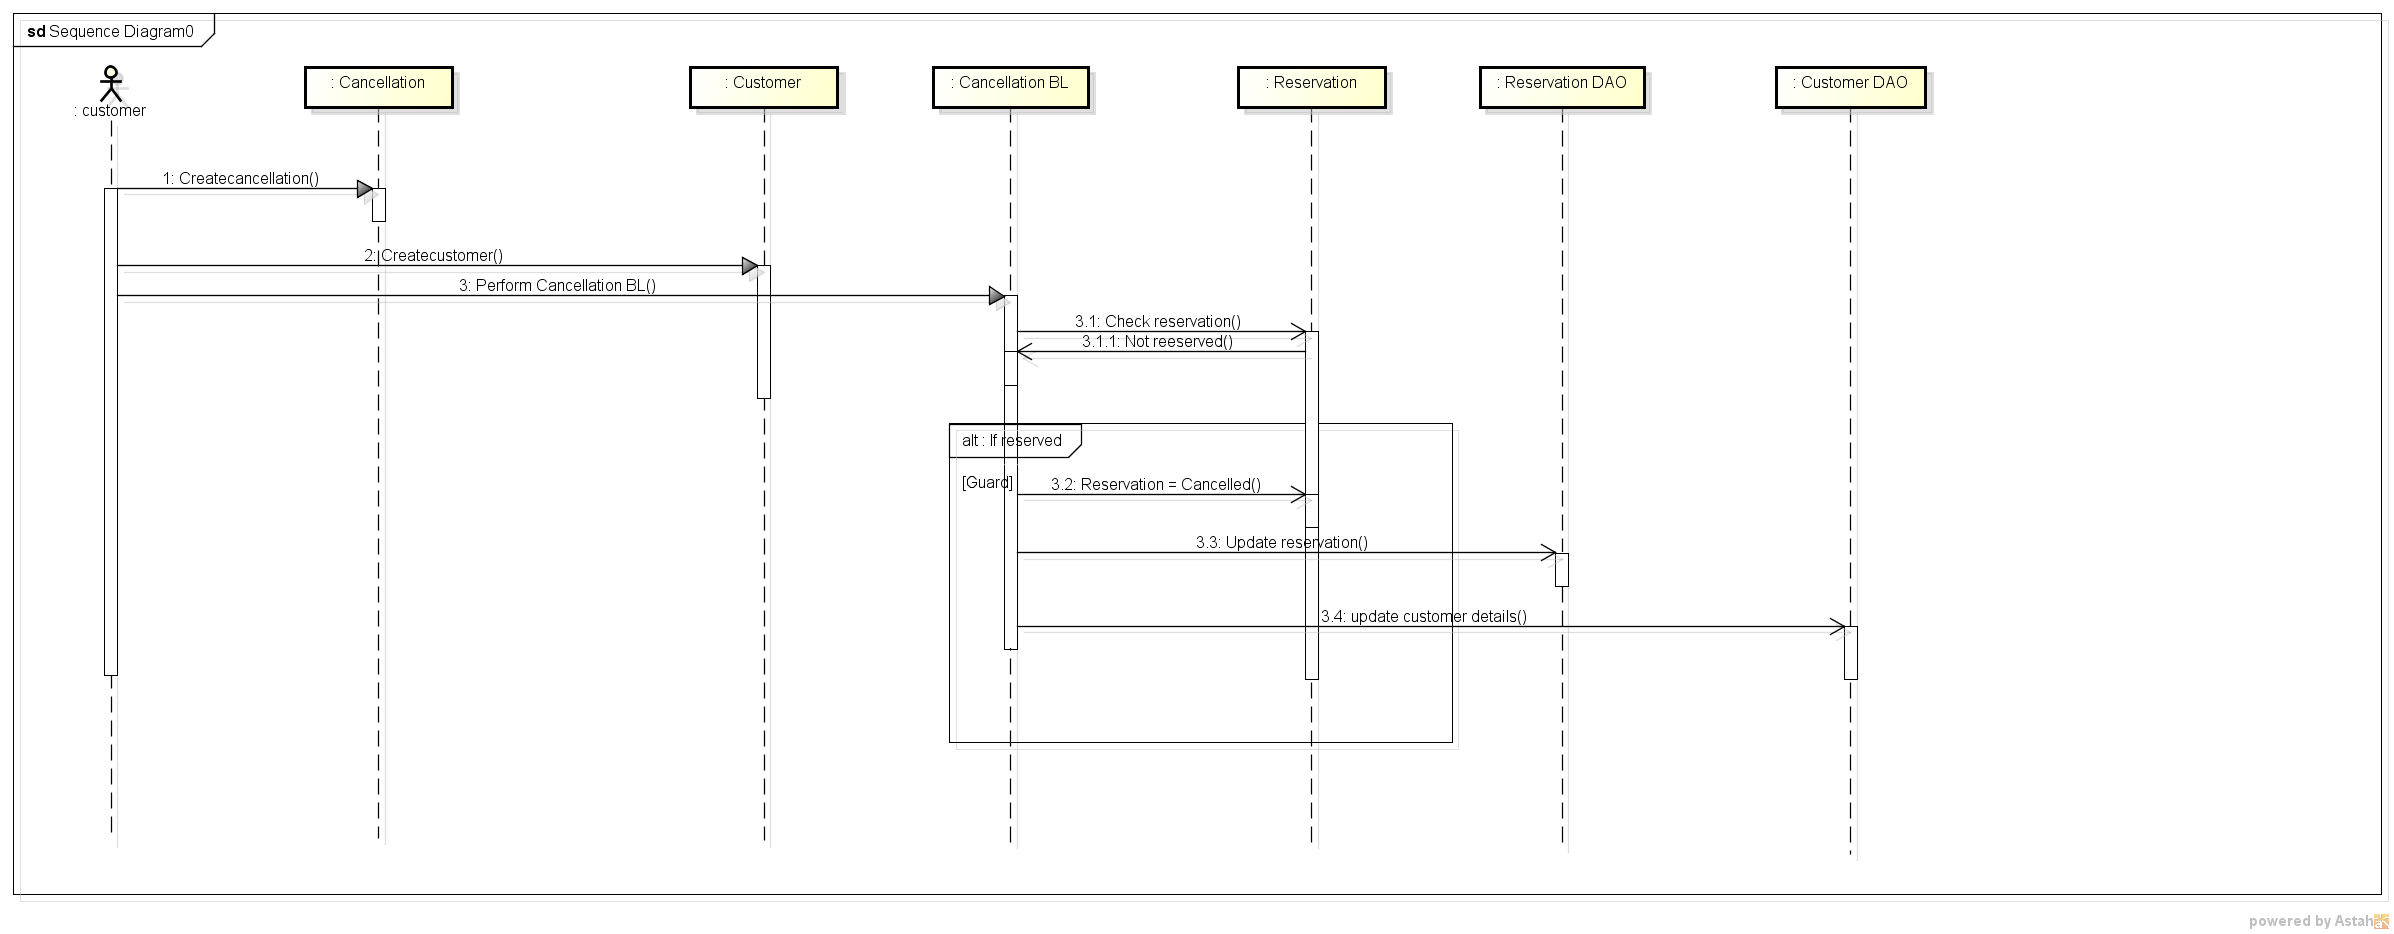 sd Sequence Diagram0
: customer
: Cancellation
: Customer
: Cancellation BL
: Reservation
: Reservation DAO
: Customer DAO
1: Createcancellation()
2: Createcustomer()
3: Perform Cancellation BL()
3.1: Check reservation()
3.1.1: Not reeserved()
alt : If reserved
[Guard]
3.2: Reservation = Cancelled()
3.3: Update reservation()
3.4: update customer details()
powered by Astah